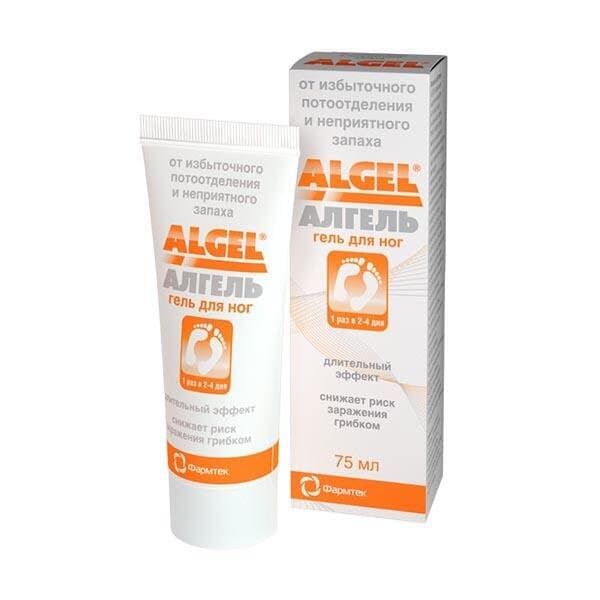 от избыточного
потоотделения
и неприятного
запаха
ALGEL®
АЛГЕЛЬ
гель для ног
1 раз в 2-4 дня
длительный эффект
снижает риск
заражения грибком
Фармтек
ALGEL
от избыточного
потоотделения
и неприятного
запаха
ALGEL®
АЛГЕЛЬ
гель для ног
1 раз в 2-4 дня
длительный
эффект
снижает риск
заражения
грибком
75 мл
Фармтек